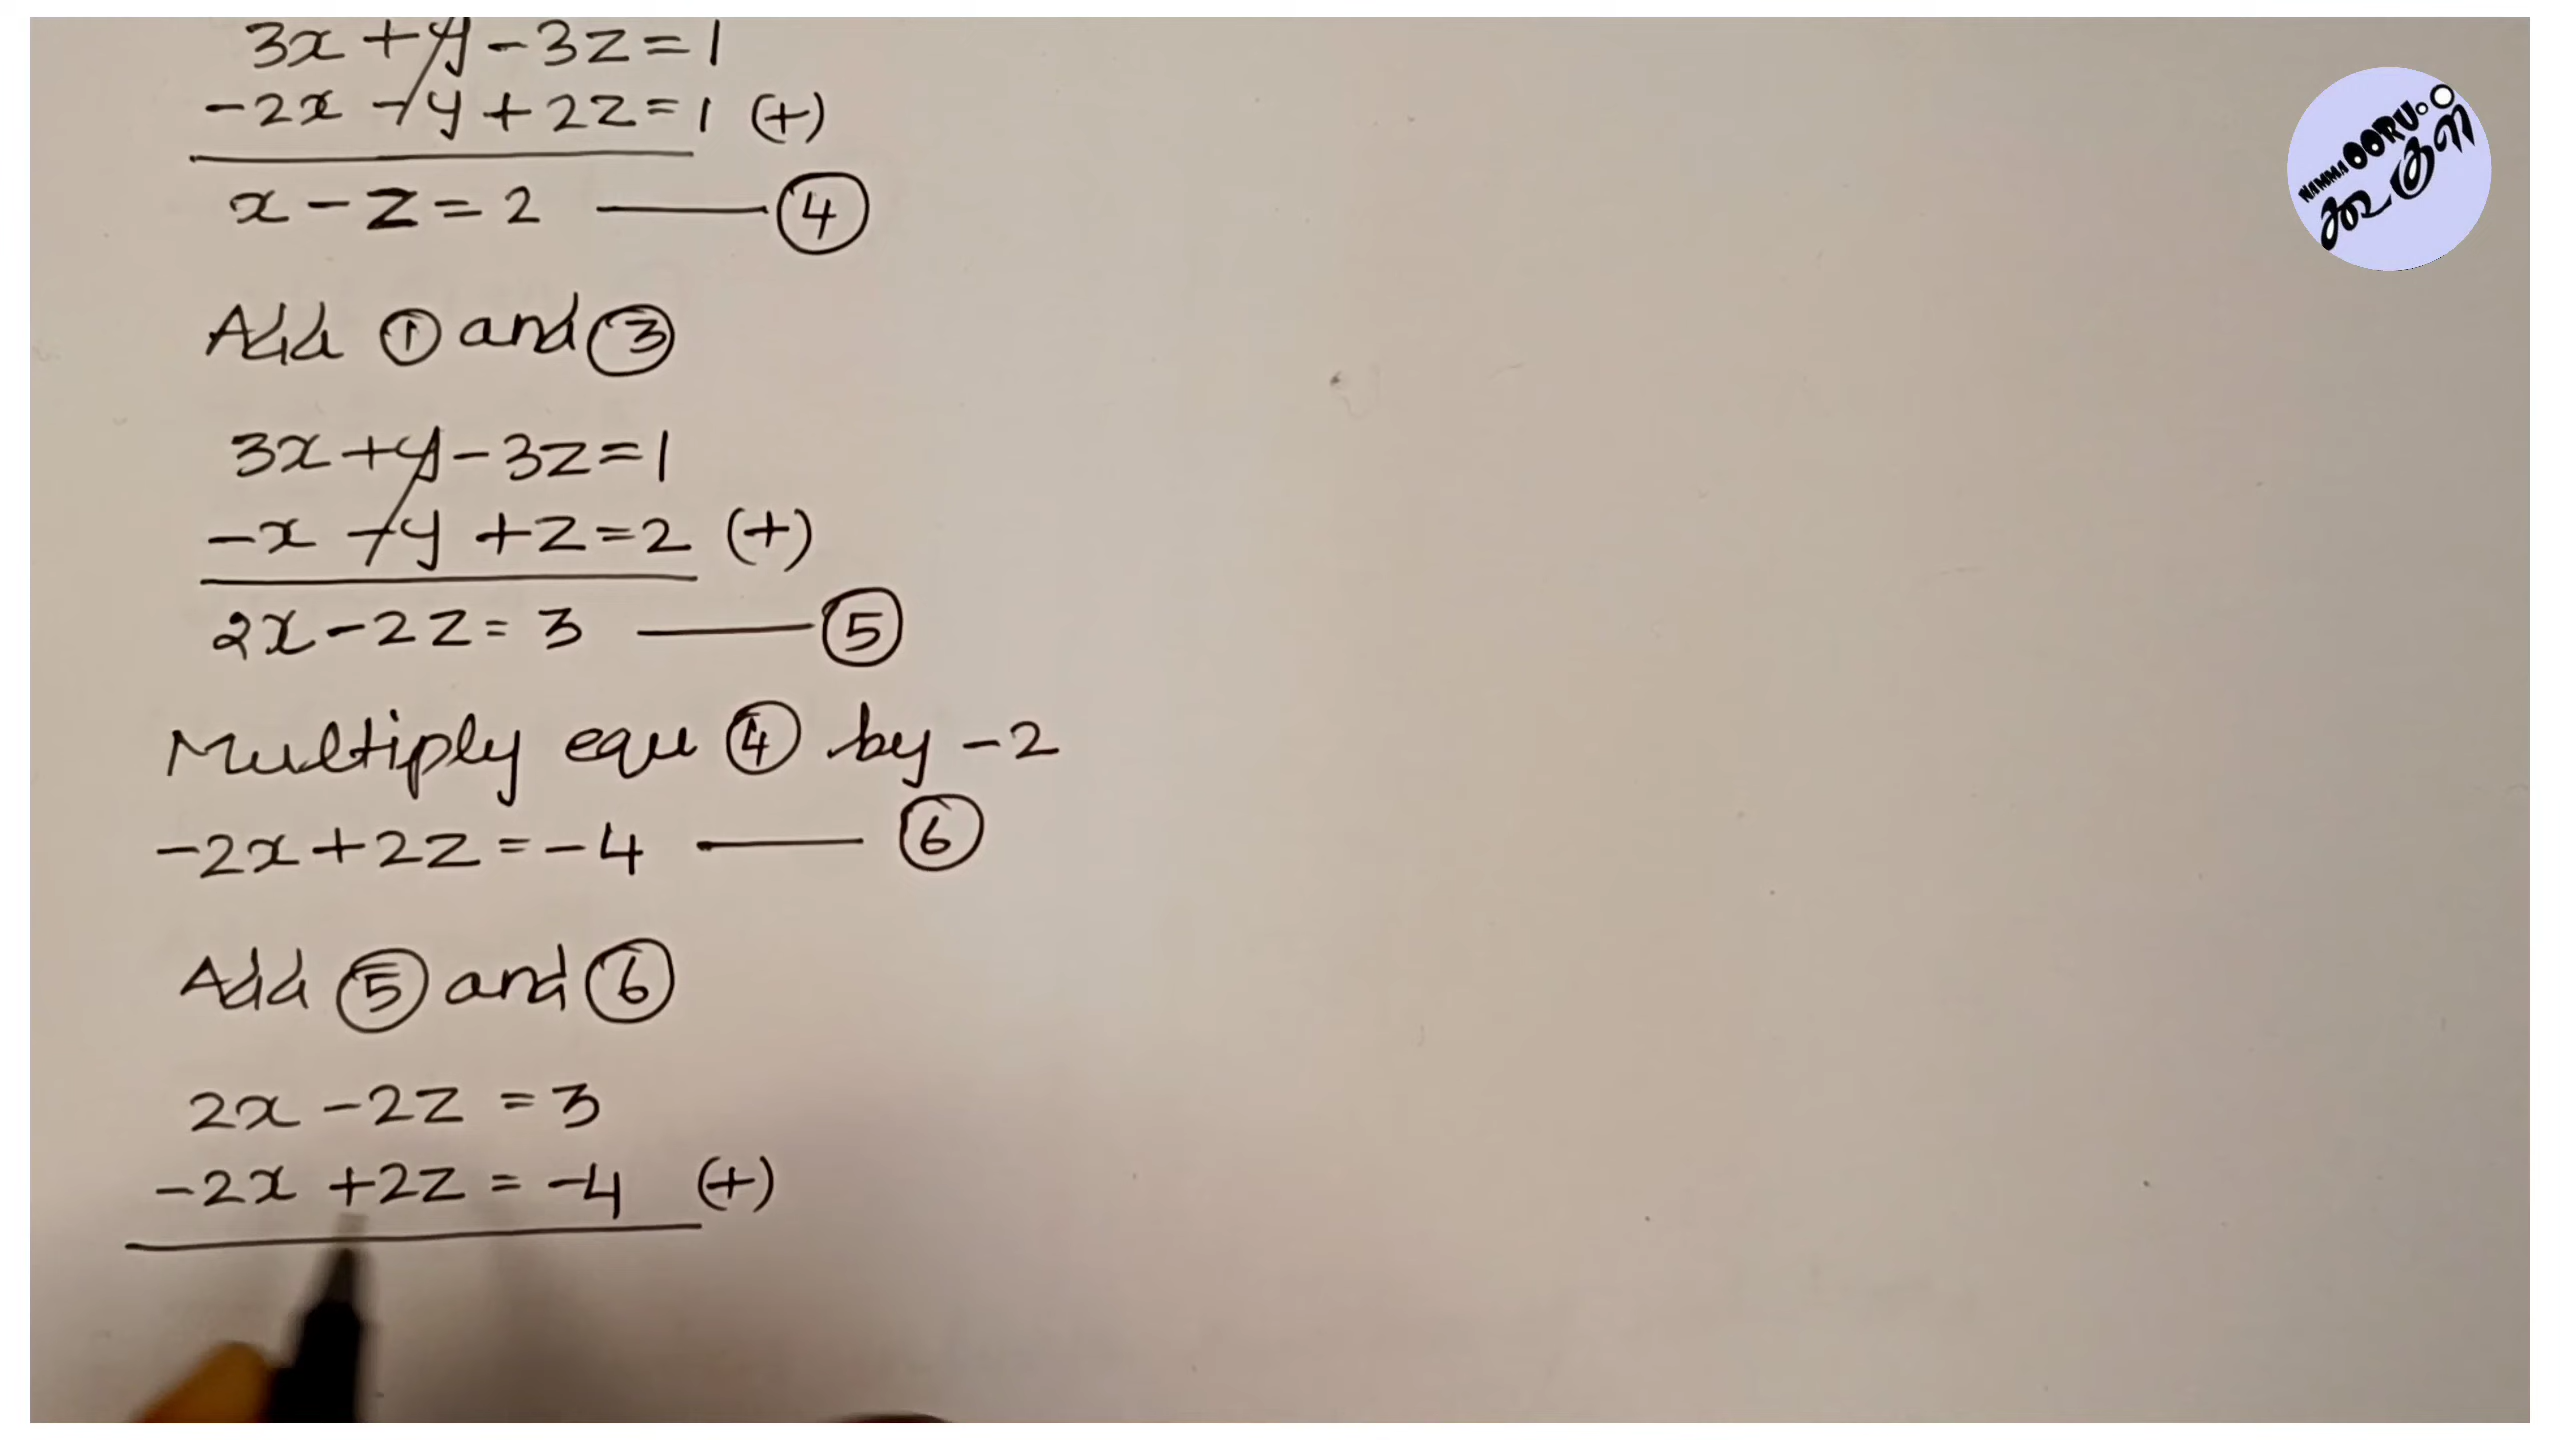 3x + y - 3z = 1
-2x - y + 2z = 1 (+)
x - z = 2 —— ④
Add ① and ③
3x + y - 3z = 1
-x - y + z = 2 (+)
2x - 2z = 3 —— ⑤
Multiply equ ④ by -2
-2x + 2z = -4 —— ⑥
Add ⑤ and ⑥
2x - 2z = 3
-2x + 2z = -4 (+)
NAMMA OORU